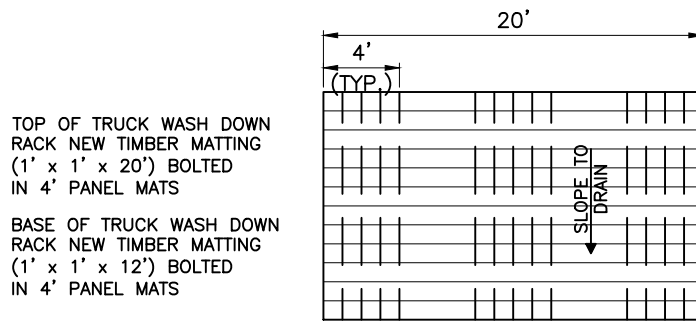 20'
4'
(TYP.)
TOP OF TRUCK WASH DOWN
RACK NEW TIMBER MATTING
(1' x 1' x 20') BOLTED
IN 4' PANEL MATS
BASE OF TRUCK WASH DOWN
RACK NEW TIMBER MATTING
(1' x 1' x 12') BOLTED
IN 4' PANEL MATS
SLOPE TO
DRAIN